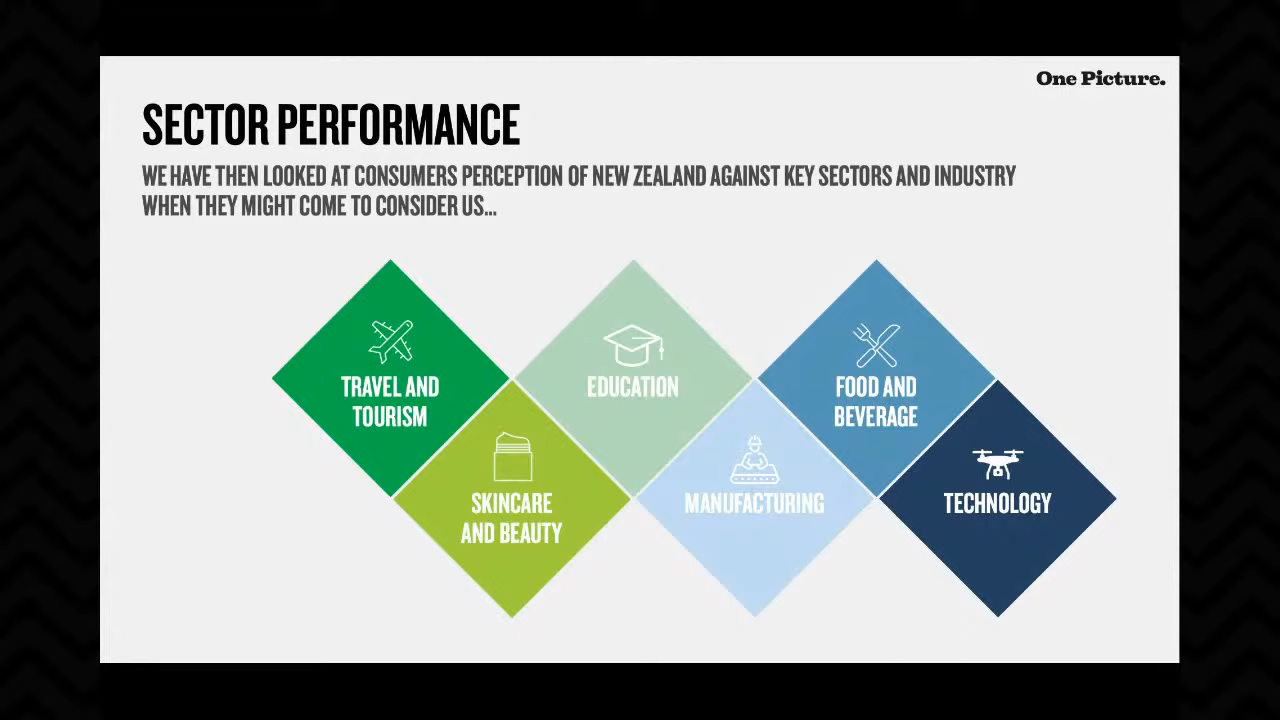 One Picture.
SECTOR PERFORMANCE
WE HAVE THEN LOOKED AT CONSUMERS PERCEPTION OF NEW ZEALAND AGAINST KEY SECTORS AND INDUSTRY
WHEN THEY MIGHT COME TO CONSIDER US...
TRAVEL AND
TOURISM
EDUCATION
FOOD AND
BEVERAGE
SKINCARE
AND BEAUTY
MANUFACTURING
TECHNOLOGY